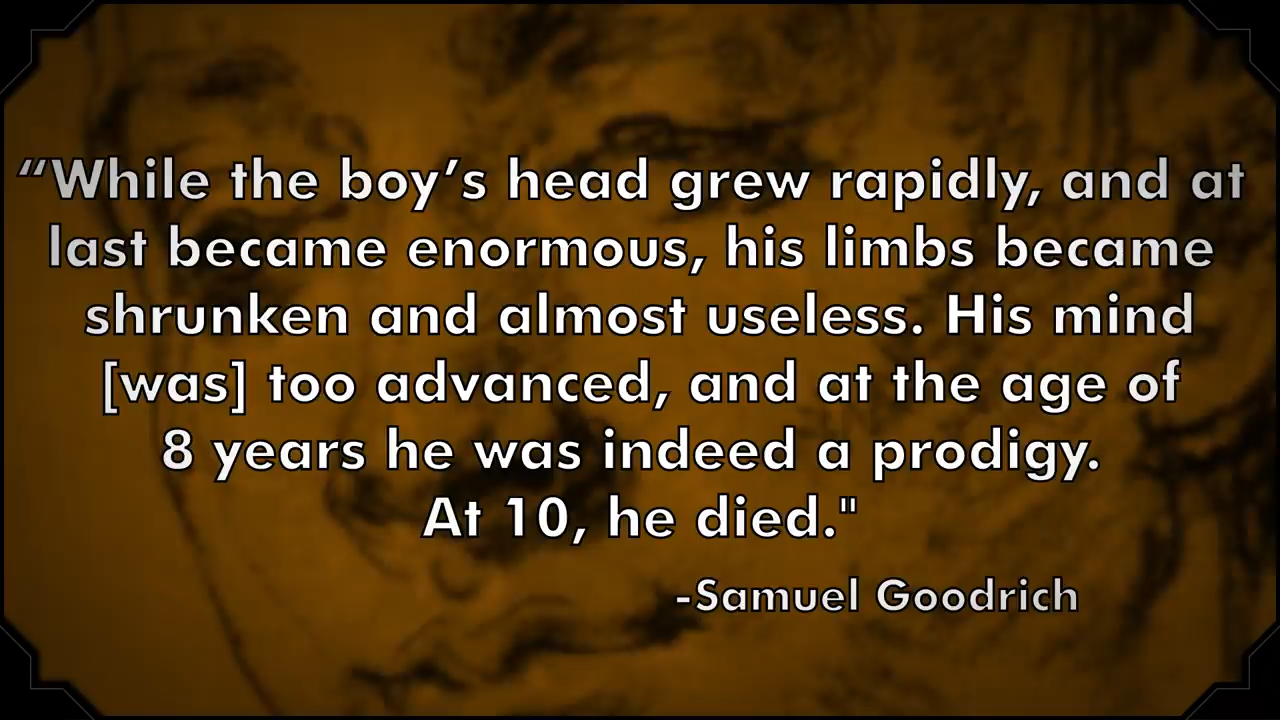 “While the boy’s head grew rapidly, and at
last became enormous, his limbs became
shrunken and almost useless. His mind
[was] too advanced, and at the age of
8 years he was indeed a prodigy.
At 10, he died."
-Samuel Goodrich